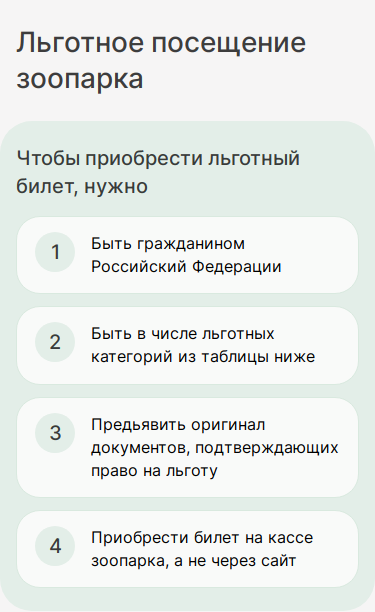 Льготное посещение
зоопарка
Чтобы приобрести льготный
билет, нужно
1
Быть гражданином
Российский Федерации
2
Быть в числе льготных
категорий из таблицы ниже
3
Предьявить оригинал
документов, подтверждающих
право на льготу
4
Приобрести билет на кассе
зоопарка, а не через сайт